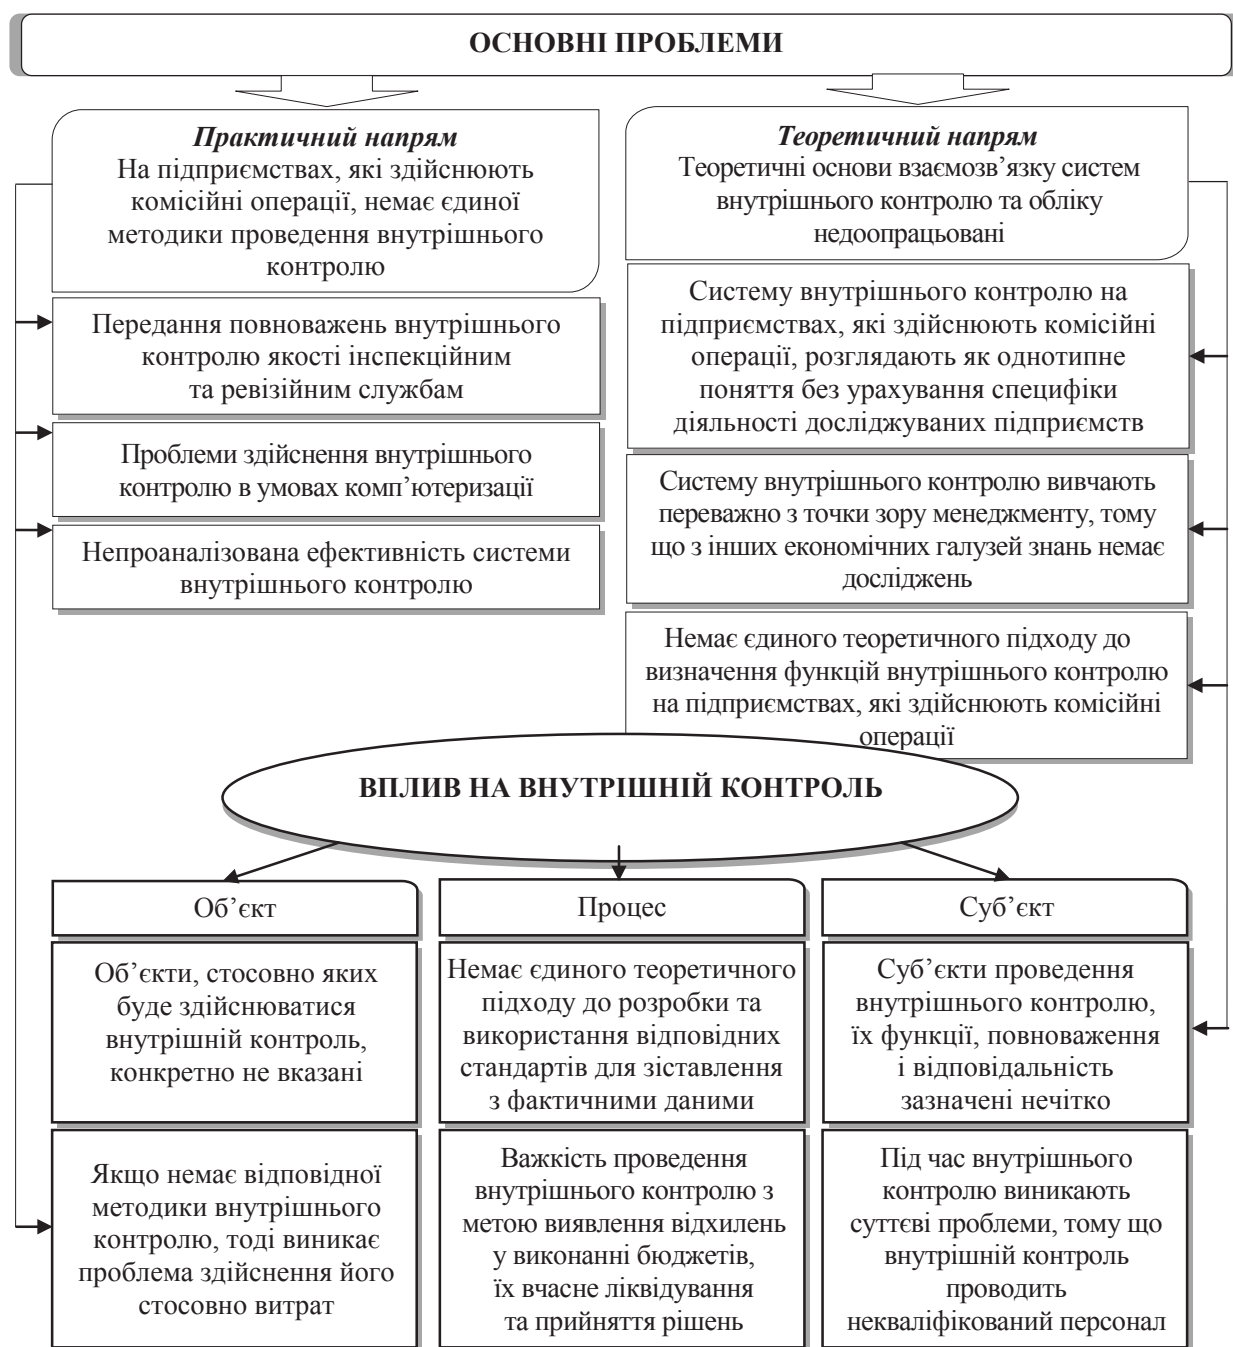 ОСНОВНІ ПРОБЛЕМИ
Практичний напрям
На підприємствах, які здійснюють
комісійні операції, немає єдиної
методики проведення внутрішнього
контролю
Передання повноважень внутрішнього
контролю якості інспекційним
та ревізійним службам
Проблеми здійснення внутрішнього
контролю в умовах комп’ютеризації
Непроаналізована ефективність системи
внутрішнього контролю
Теоретичний напрям
Теоретичні основи взаємозв’язку систем
внутрішнього контролю та обліку
недоопрацьовані
Систему внутрішнього контролю на
підприємствах, які здійснюють комісійні
операції, розглядають як однотипне
поняття без урахування специфіки
діяльності досліджуваних підприємств
Систему внутрішнього контролю вивчають
переважно з точки зору менеджменту, тому
що з інших економічних галузей знань немає
досліджень
Немає єдиного теоретичного підходу до
визначення функцій внутрішнього контролю
на підприємствах, які здійснюють комісійні
операції
ВПЛИВ НА ВНУТРІШНІЙ КОНТРОЛЬ
Об’єкт
Об’єкти, стосовно яких
буде здійснюватися
внутрішній контроль,
конкретно не вказані
Якщо немає відповідної
методики внутрішнього
контролю, тоді виникає
проблема здійснення його
стосовно витрат
Процес
Немає єдиного теоретичного
підходу до розробки та
використання відповідних
стандартів для зіставлення
з фактичними даними
Важкість проведення
внутрішнього контролю з
метою виявлення відхилень
у виконанні бюджетів,
їх вчасне ліквідування
та прийняття рішень
Суб’єкт
Суб’єкти проведення
внутрішнього контролю,
їх функції, повноваження
і відповідальність
зазначені нечітко
Під час внутрішнього
контролю виникають
суттєві проблеми, тому що
внутрішній контроль
проводить
некваліфікований персонал